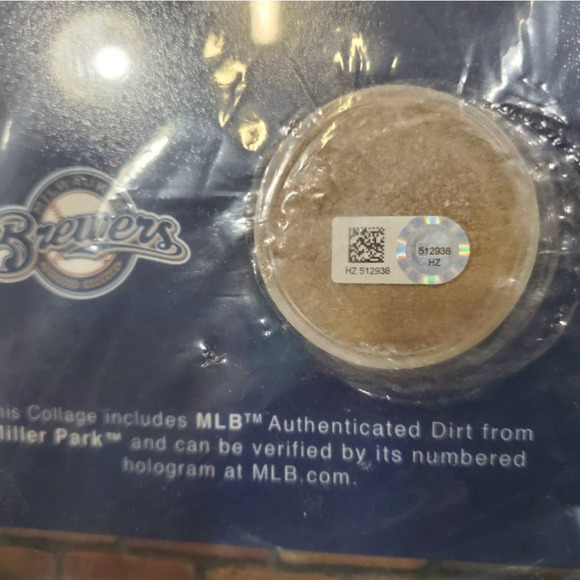 MILWAUKEE
Brewers
512938
HZ
HZ 512938
his Collage includes MLB™ Authenticated Dirt from
Miller Park™ and can be verified by its numbered
hologram at MLB.com.